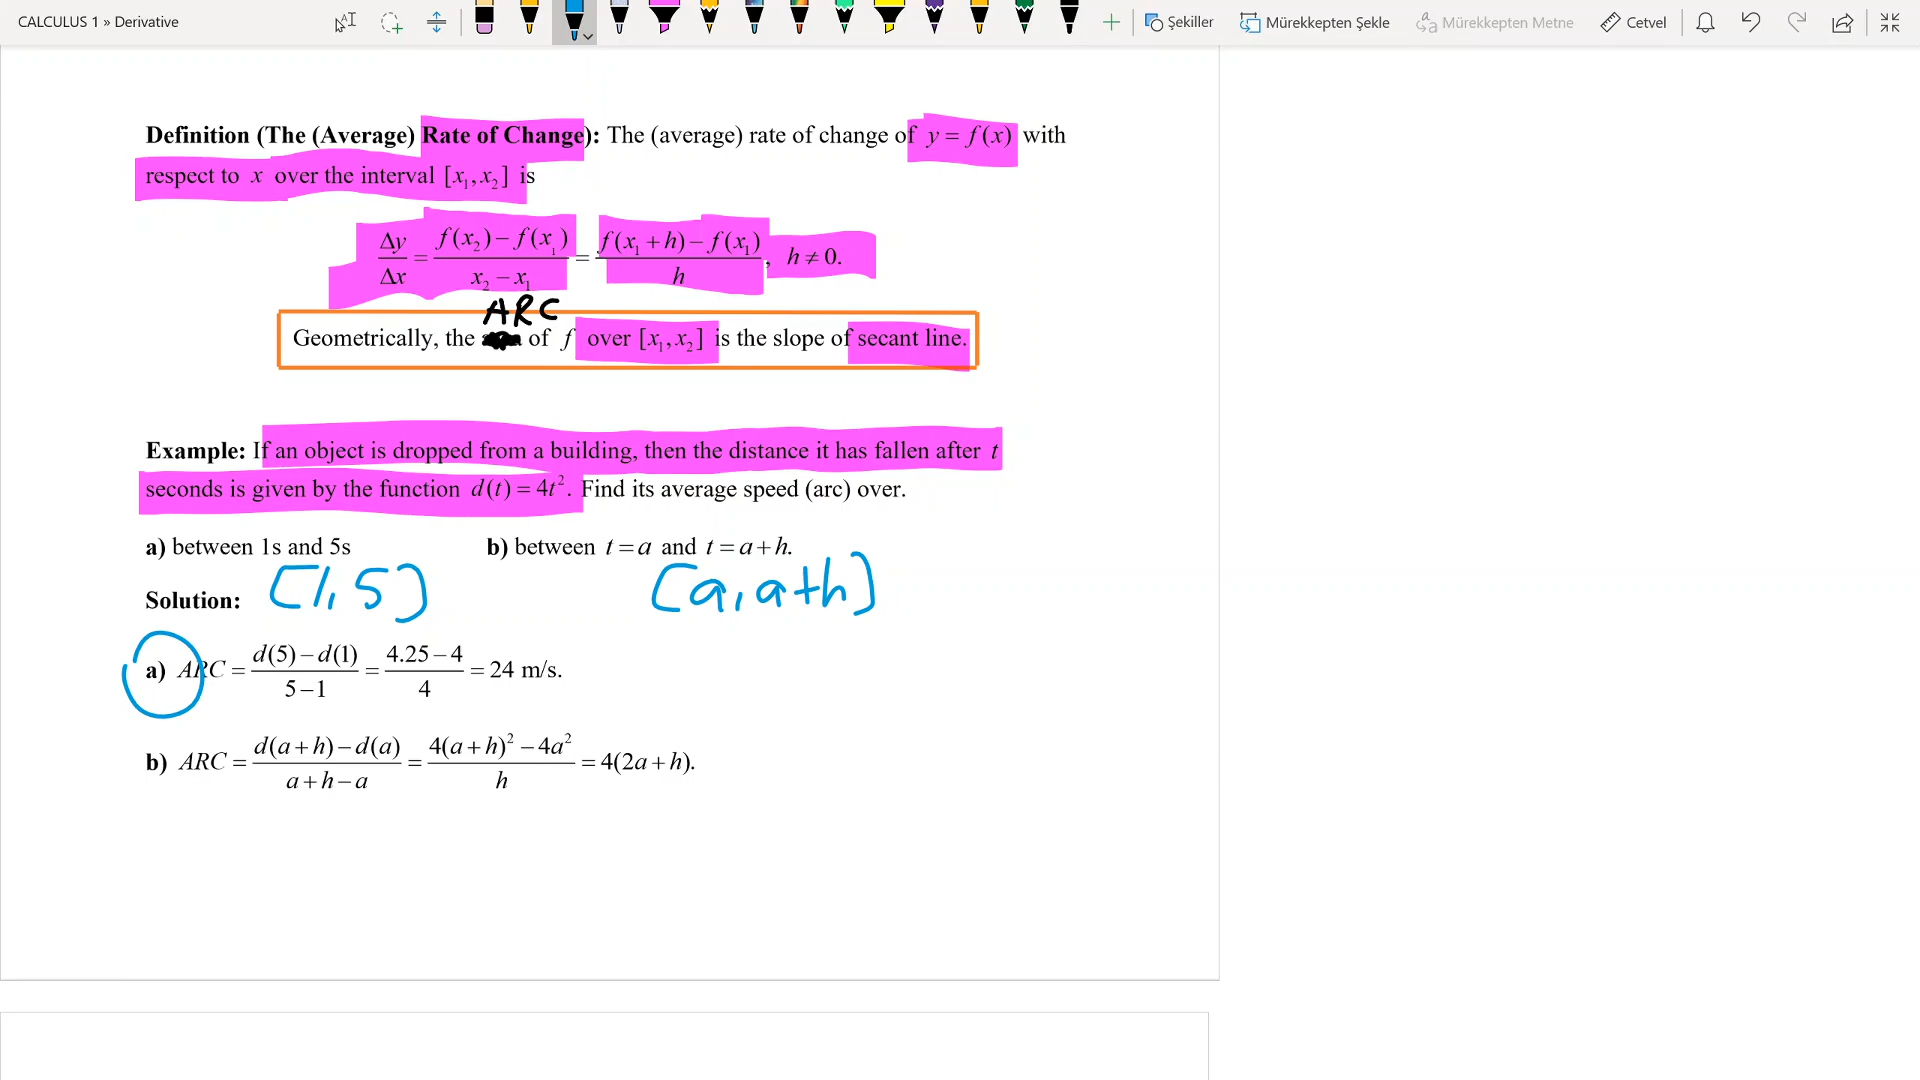 CALCULUS 1 » Derivative
Şekiller Mürekkepten Şekle Mürekkepten Metne Cetvel
Definition (The (Average) Rate of Change): The (average) rate of change of y = f(x) with
respect to x over the interval [x₁, x₂] is
Δy/Δx = (f(x₂) − f(x₁))/(x₂ − x₁) = (f(x₁ + h) − f(x₁))/h, h ≠ 0.
ARC
Geometrically, the of f over [x₁, x₂] is the slope of secant line.
Example: If an object is dropped from a building, then the distance it has fallen after t
seconds is given by the function d(t) = 4t². Find its average speed (arc) over.
a) between 1s and 5s b) between t = a and t = a + h.
[1, 5] [a, a+h]
Solution:
a) ARC = (d(5) − d(1))/(5 − 1) = (4.25 − 4)/4 = 24 m/s.
b) ARC = (d(a + h) − d(a))/(a + h − a) = (4(a + h)² − 4a²)/h = 4(2a + h).